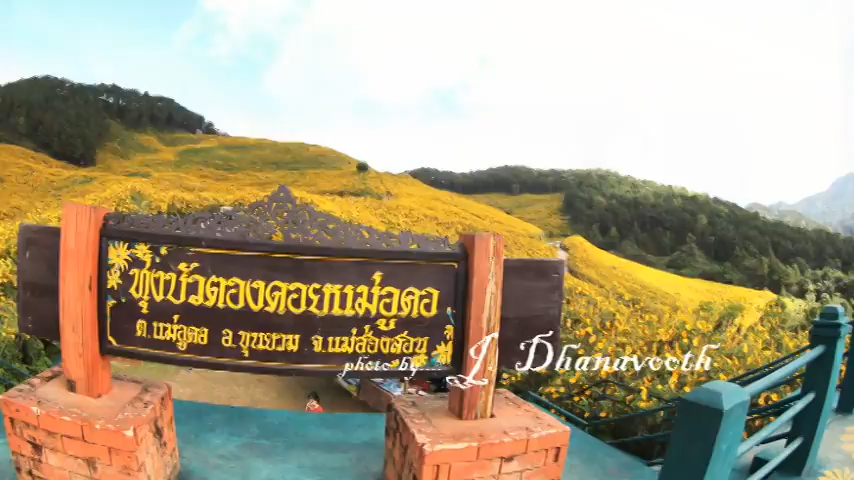 ทุ่งบัวตองดอยแม่อูคอ
ต.แม่อูคอ อ.ขุนยวม จ.แม่ฮ่องสอน
photo by J. Dhanavooth